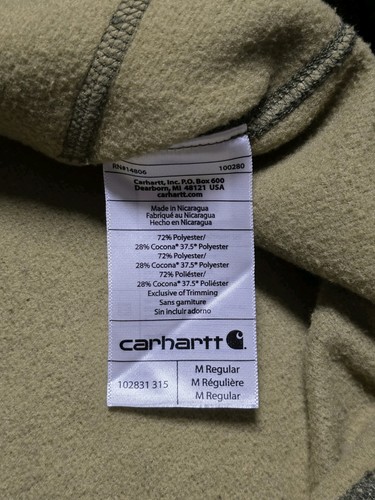 RN#14806 100280
Carhartt, Inc. P.O. Box 600
Dearborn, MI 48121 USA
carhartt.com
Made in Nicaragua
Fabriqué au Nicaragua
Hecho en Nicaragua
72% Polyester/
28% Cocona® 37.5® Polyester
72% Polyester/
28% Cocona® 37.5® Polyester
72% Poliéster/
28% Cocona® 37.5® Poliéster
Exclusive of Trimming
Sans garniture
Sin incluir adorno
carhartt
102831 315
M Regular
M Régulière
M Regular